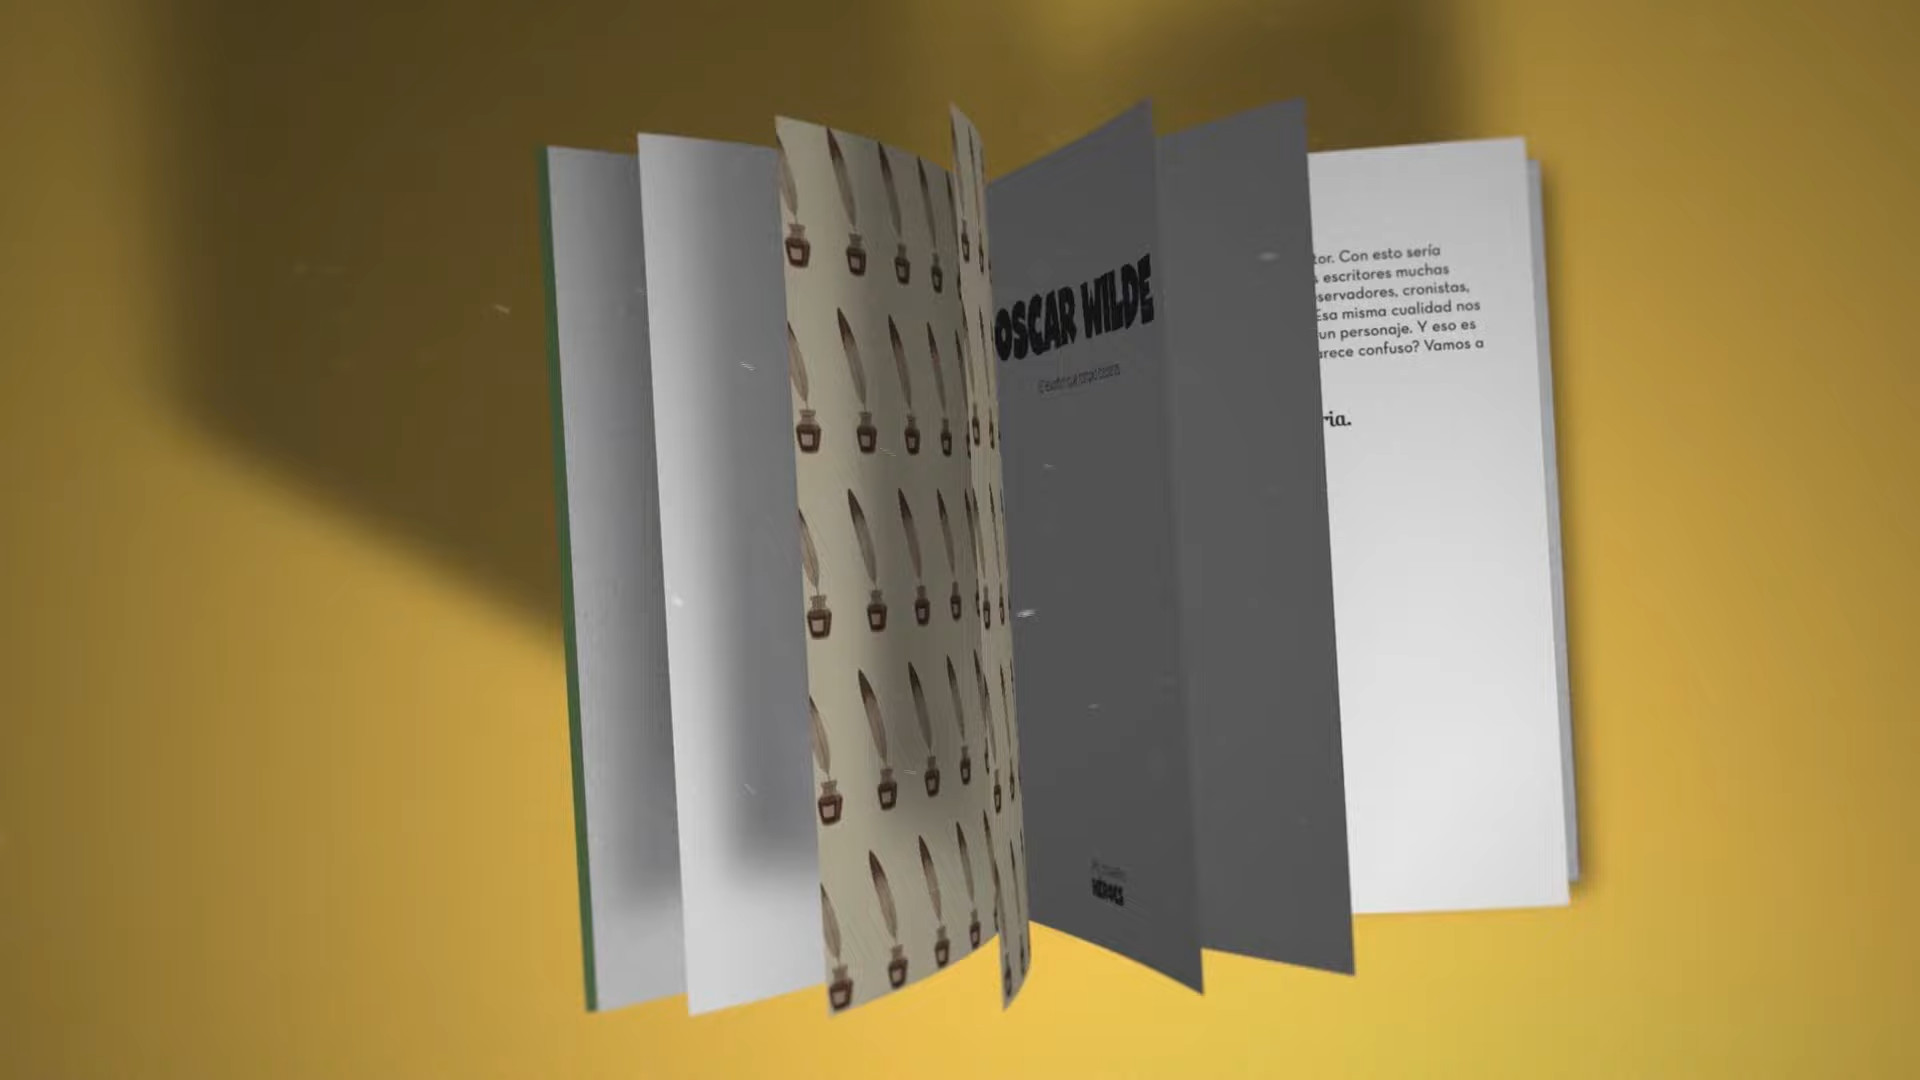 OSCAR WILDE
HÉROES
tor. Con esto sería
escritores muchas
servadores, cronistas,
Esa misma cualidad nos
un personaje. Y eso es
arece confuso? Vamos a
ria.